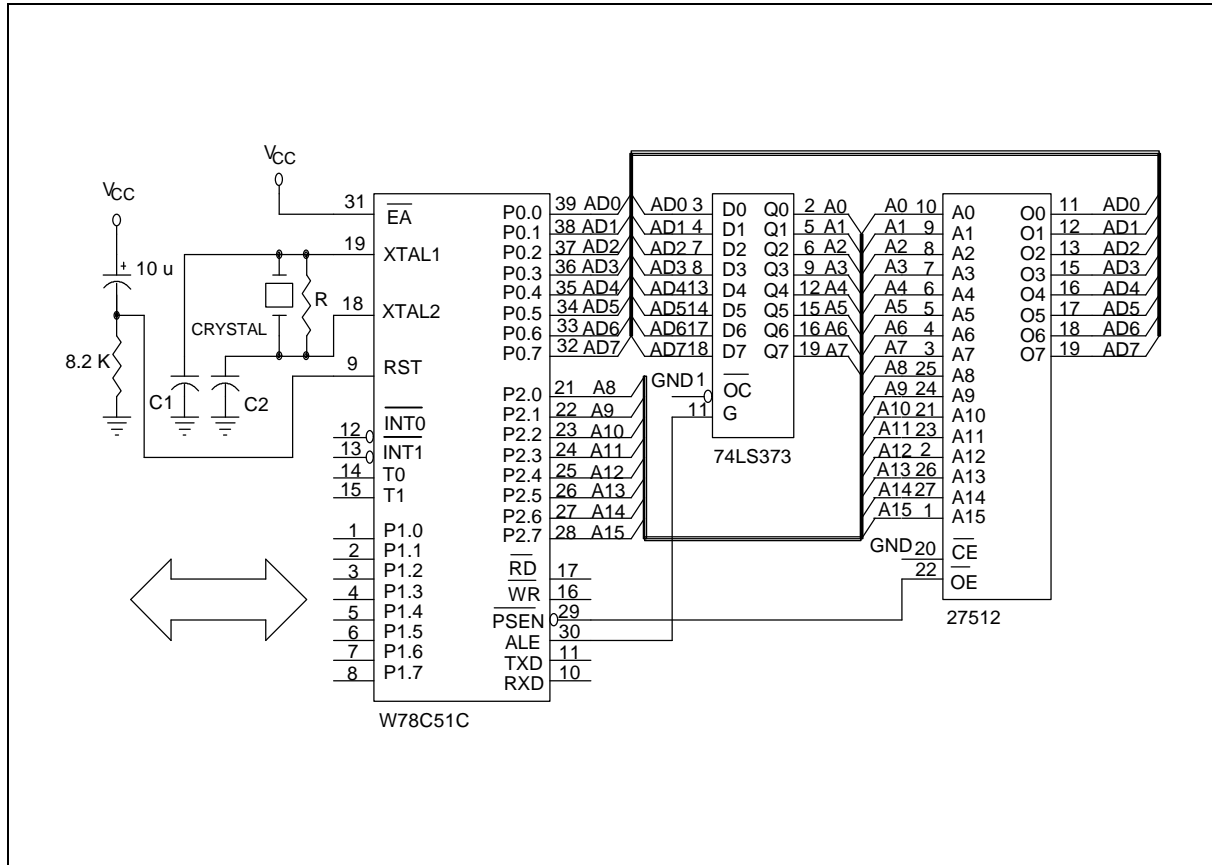 VCC
VCC
10 u
8.2 K
C1
C2
CRYSTAL
R
31 EA
19 XTAL1
18 XTAL2
9 RST
12 INT0
13 INT1
14 T0
15 T1
1 P1.0
2 P1.1
3 P1.2
4 P1.3
5 P1.4
6 P1.5
7 P1.6
8 P1.7
P0.0 39 AD0
P0.1 38 AD1
P0.2 37 AD2
P0.3 36 AD3
P0.4 35 AD4
P0.5 34 AD5
P0.6 33 AD6
P0.7 32 AD7
P2.0 21 A8
P2.1 22 A9
P2.2 23 A10
P2.3 24 A11
P2.4 25 A12
P2.5 26 A13
P2.6 27 A14
P2.7 28 A15
RD 17
WR 16
PSEN 29
ALE 30
TXD 11
RXD 10
W78C51C
AD0 3 D0 Q0 2 A0
AD1 4 D1 Q1 5 A1
AD2 7 D2 Q2 6 A2
AD3 8 D3 Q3 9 A3
AD4 13 D4 Q4 12 A4
AD5 14 D5 Q5 15 A5
AD6 17 D6 Q6 16 A6
AD7 18 D7 Q7 19 A7
GND 1 OC
11 G
74LS373
A0 10 A0 O0 11 AD0
A1 9 A1 O1 12 AD1
A2 8 A2 O2 13 AD2
A3 7 A3 O3 15 AD3
A4 6 A4 O4 16 AD4
A5 5 A5 O5 17 AD5
A6 4 A6 O6 18 AD6
A7 3 A7 O7 19 AD7
A8 25 A8
A9 24 A9
A10 21 A10
A11 23 A11
A12 2 A12
A13 26 A13
A14 27 A14
A15 1 A15
GND 20 CE
22 OE
27512